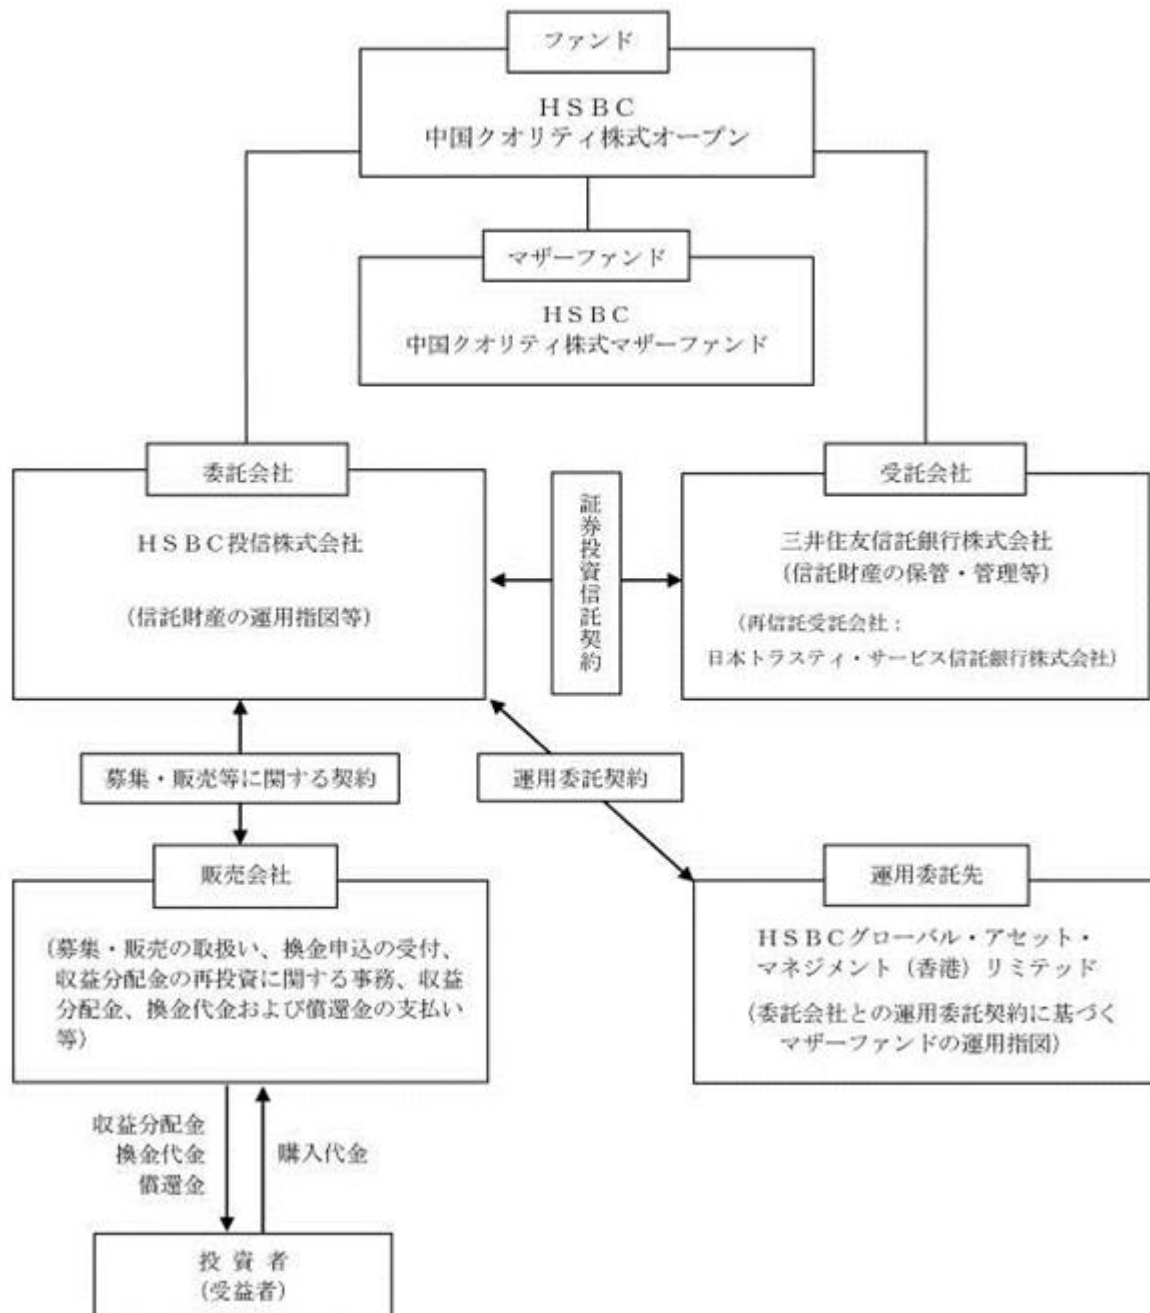 ファンド
ＨＳＢＣ
中国クオリティ株式オープン
マザーファンド
ＨＳＢＣ
中国クオリティ株式マザーファンド
委託会社
ＨＳＢＣ投信株式会社
（信託財産の運用指図等）
証券投資信託契約
受託会社
三井住友信託銀行株式会社
（信託財産の保管・管理等）
（再信託受託会社：
日本トラスティ・サービス信託銀行株式会社）
募集・販売等に関する契約
運用委託契約
販売会社
（募集・販売の取扱い、換金申込の受付、
収益分配金の再投資に関する事務、収益
分配金、換金代金および償還金の支払い
等）
運用委託先
ＨＳＢＣグローバル・アセット・
マネジメント（香港）リミテッド
（委託会社との運用委託契約に基づく
マザーファンドの運用指図）
収益分配金
換金代金
償還金
購入代金
投 資 者
（受益者）